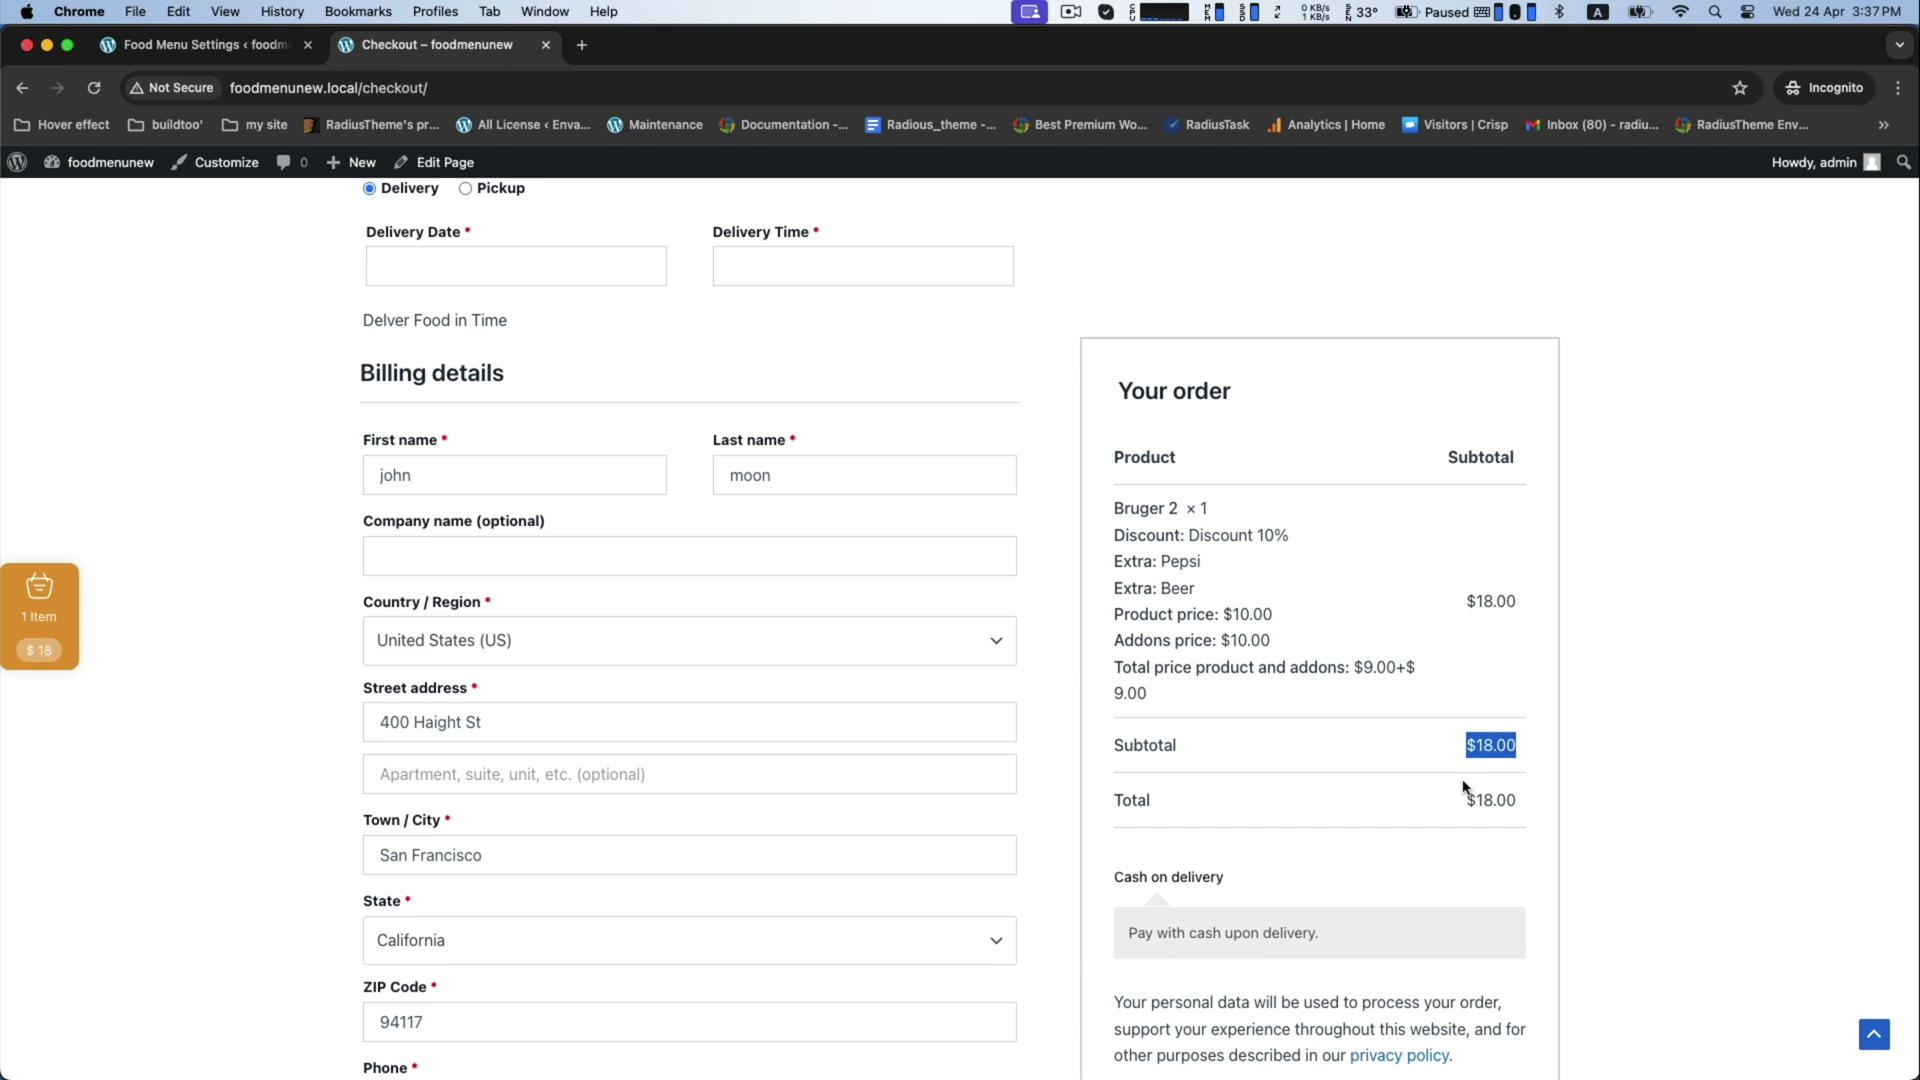 Chrome File Edit View History Bookmarks Profiles Tab Window Help 0 KB/s 1 KB/s 33° Paused A Wed 24 Apr 3:37 PM
Food Menu Settings ‹ foodm Checkout – foodmenunew
Not Secure foodmenunew.local/checkout/ Incognito
Hover effect buildtoo' my site RadiusTheme's pr... All License ‹ Enva... Maintenance Documentation -... Radious_theme -... Best Premium Wo... RadiusTask Analytics | Home Visitors | Crisp Inbox (80) - radiu... RadiusTheme Env... »
foodmenunew Customize 0 New Edit Page Howdy, admin
Delivery Pickup
Delivery Date * Delivery Time *
Delver Food in Time
Billing details
First name * Last name *
john moon
Company name (optional)
Country / Region *
United States (US)
Street address *
400 Haight St
Apartment, suite, unit, etc. (optional)
Town / City *
San Francisco
State *
California
ZIP Code *
94117
Phone *
1 Item
$ 18
Your order
Product Subtotal
Bruger 2 × 1
Discount: Discount 10%
Extra: Pepsi
Extra: Beer
$18.00
Product price: $10.00
Addons price: $10.00
Total price product and addons: $9.00+$
9.00
Subtotal $18.00
Total $18.00
Cash on delivery
Pay with cash upon delivery.
Your personal data will be used to process your order,
support your experience throughout this website, and for
other purposes described in our privacy policy.